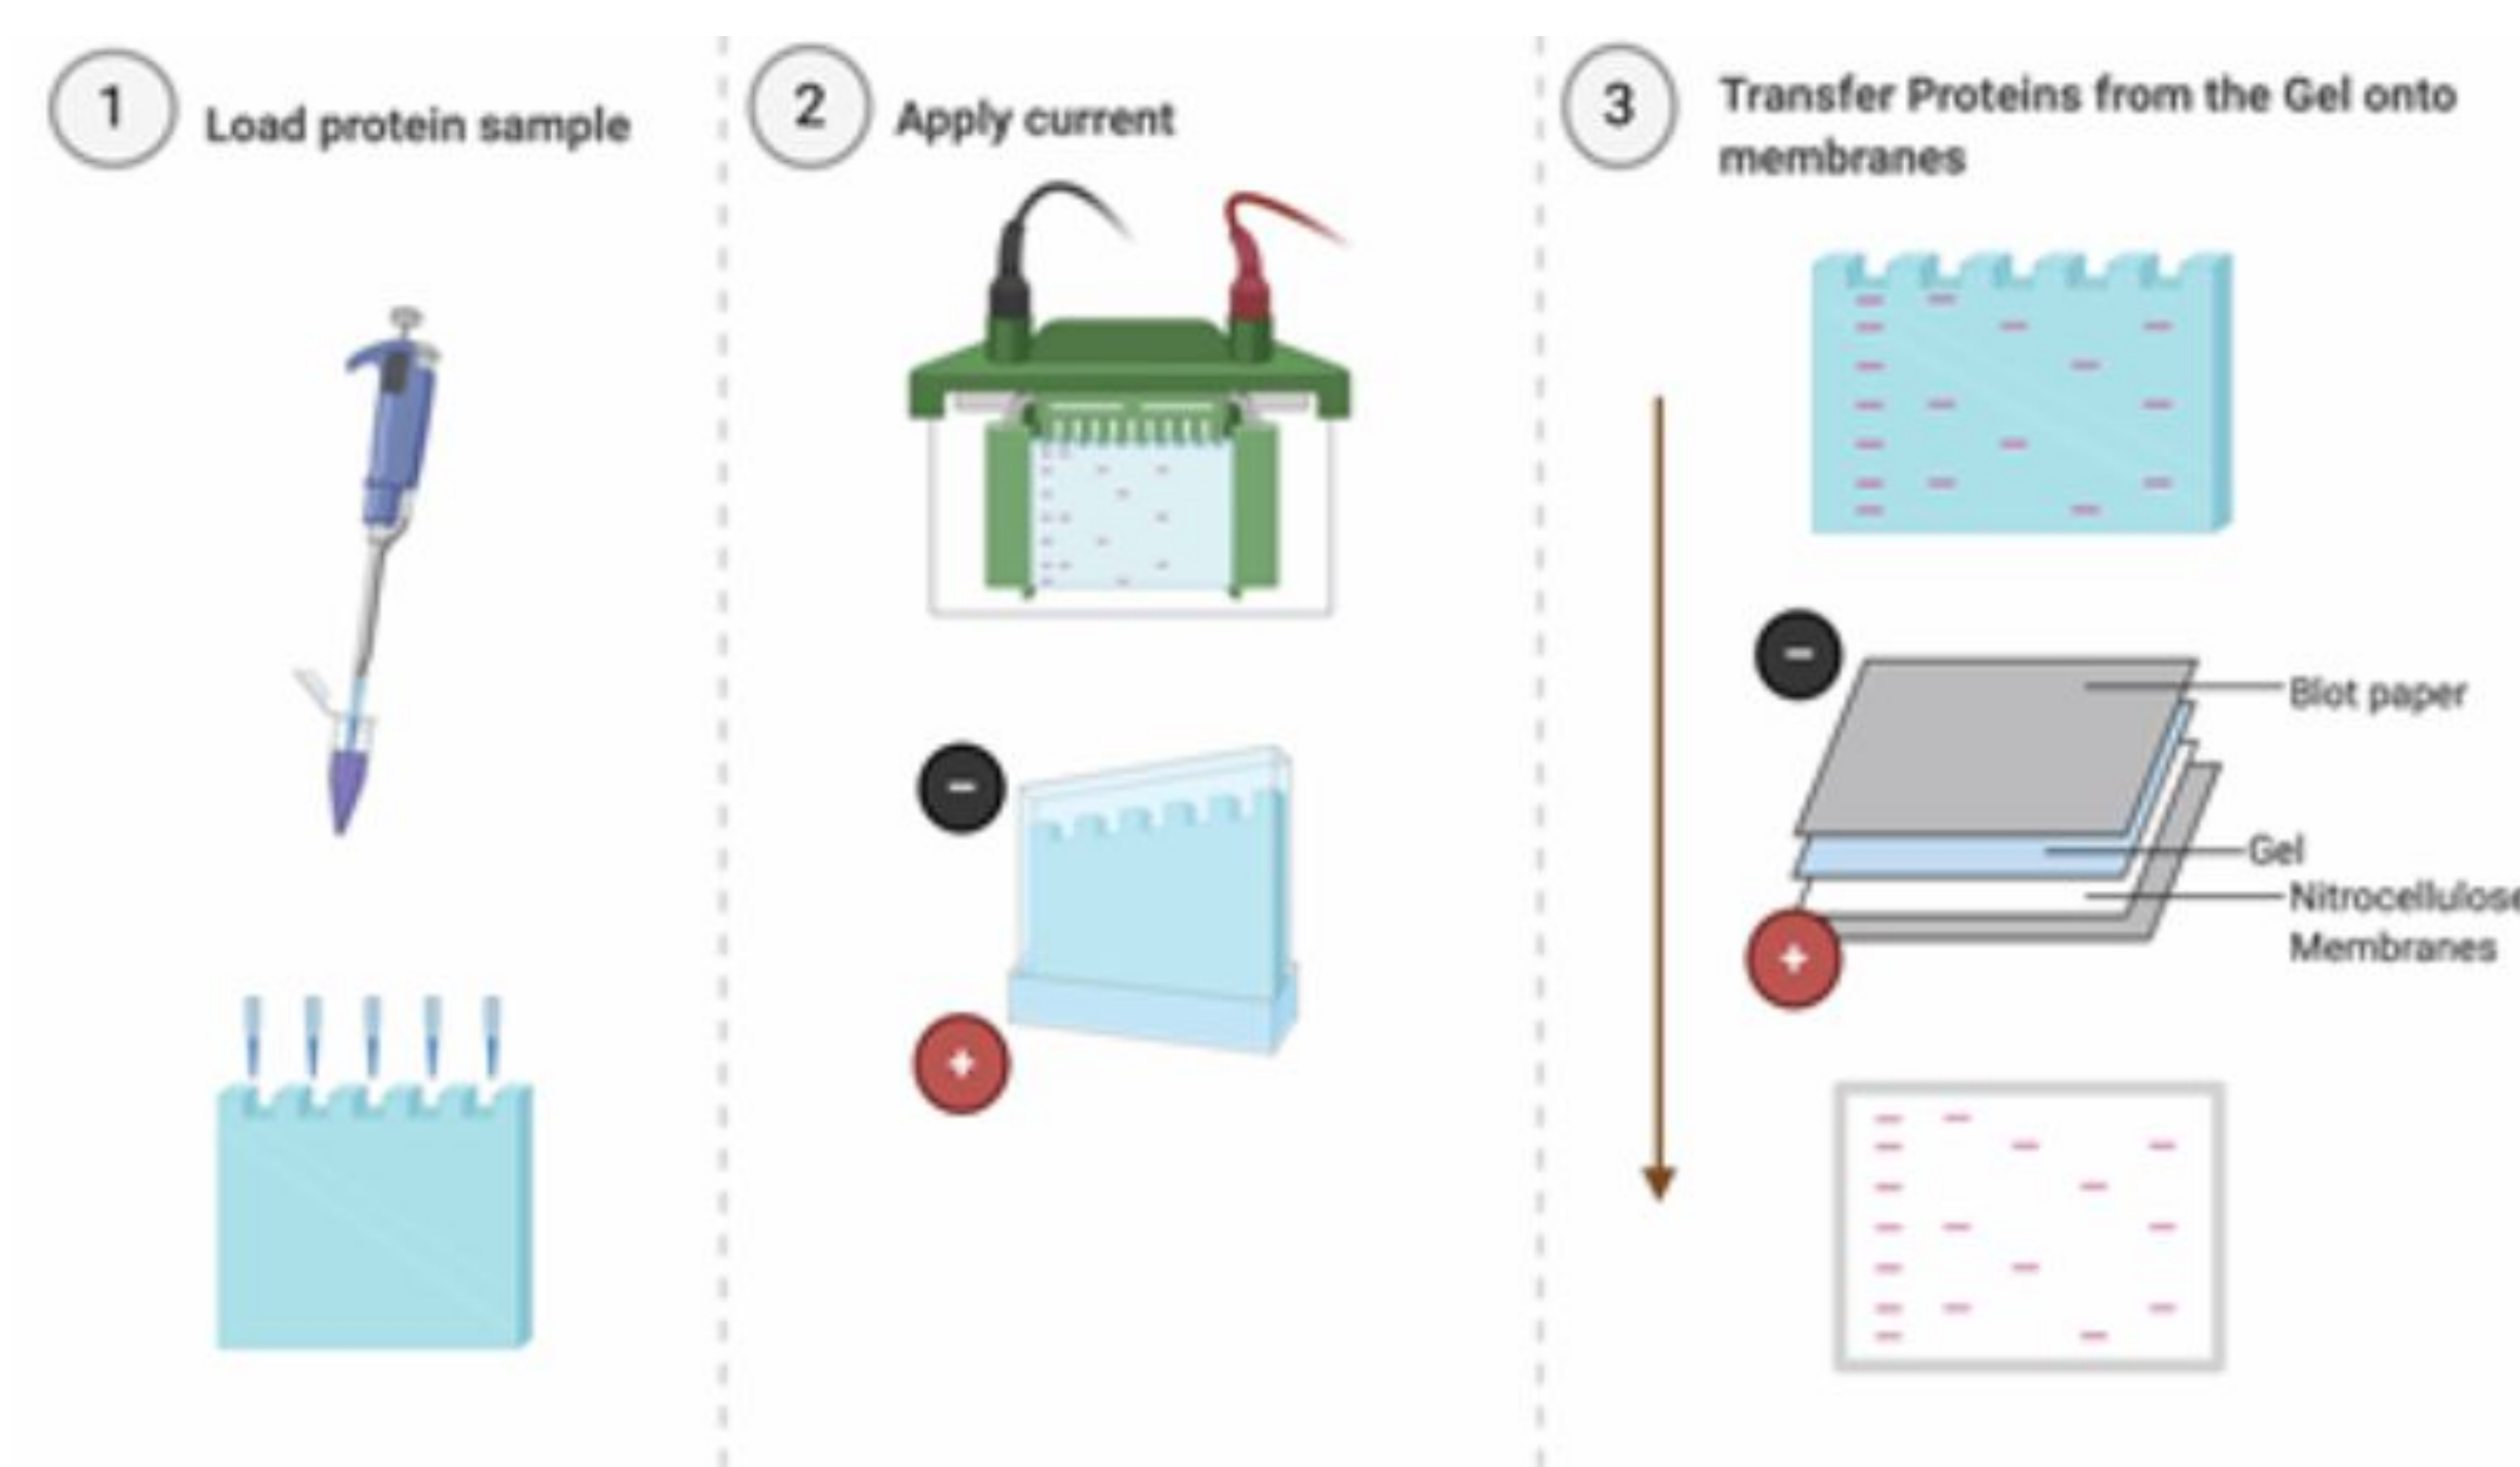 1
Load protein sample
2
Apply current
3
Transfer Proteins from the Gel onto
membranes
−
+
−
Blot paper
Gel
Nitrocellulose
Membranes
+